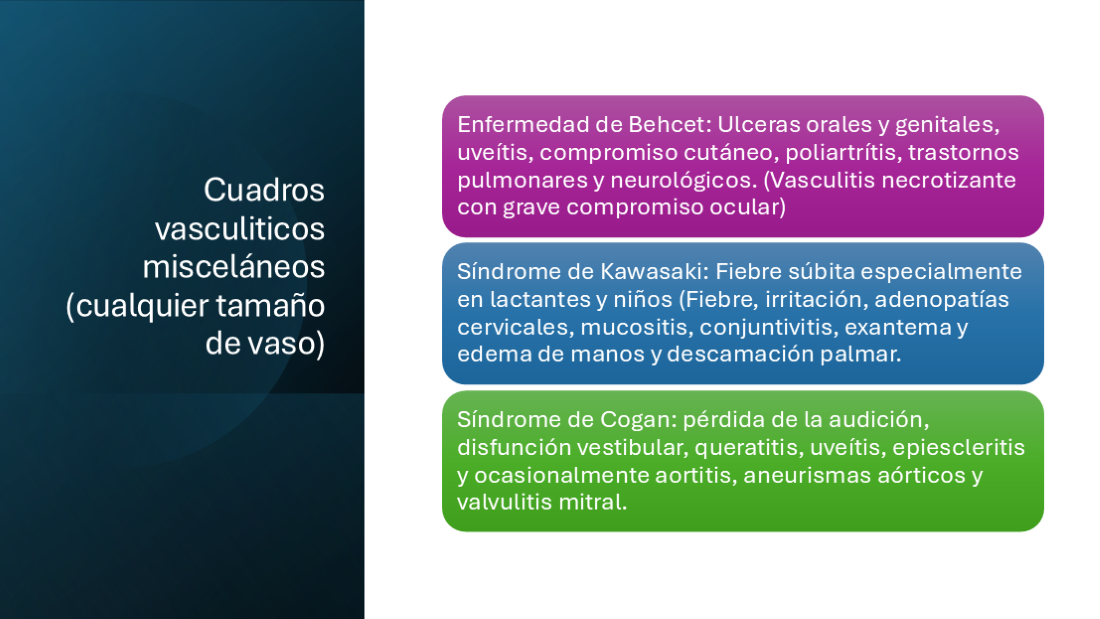 Cuadros
vasculiticos
misceláneos
(cualquier tamaño
de vaso)
Enfermedad de Behcet: Ulceras orales y genitales,
uveítis, compromiso cutáneo, poliartrítis, trastornos
pulmonares y neurológicos. (Vasculitis necrotizante
con grave compromiso ocular)
Síndrome de Kawasaki: Fiebre súbita especialmente
en lactantes y niños (Fiebre, irritación, adenopatías
cervicales, mucositis, conjuntivitis, exantema y
edema de manos y descamación palmar.
Síndrome de Cogan: pérdida de la audición,
disfunción vestibular, queratitis, uveítis, epiescleritis
y ocasionalmente aortitis, aneurismas aórticos y
valvulitis mitral.